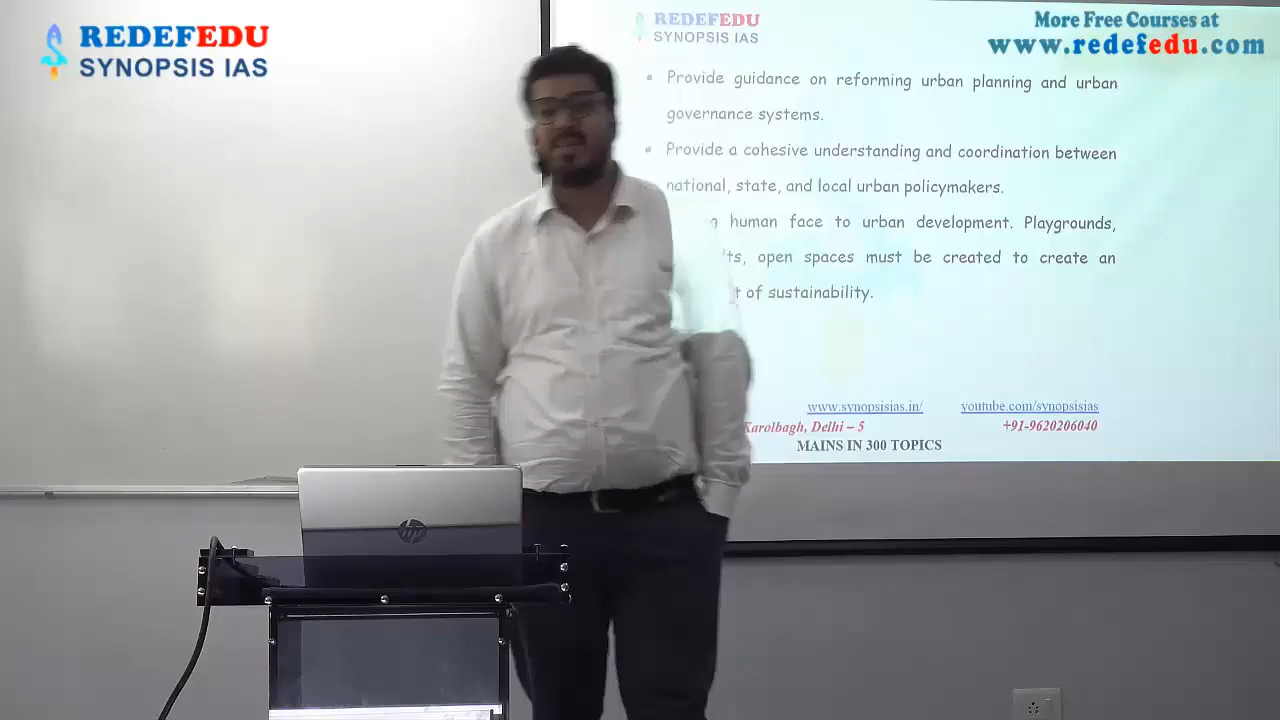 REDEFEDU
SYNOPSIS IAS
REDEFEDU
SYNOPSIS IAS
More Free Courses at
www.redefedu.com
▪ Provide guidance on reforming urban planning and urban
governance systems.
▪ Provide a cohesive understanding and coordination between
national, state, and local urban policymakers.
human face to urban development. Playgrounds,
open spaces must be created to create an
of sustainability.
www.synopsisias.in/ youtube.com/synopsisias
Karolbagh, Delhi – 5 +91-9620206040
MAINS IN 300 TOPICS
hp